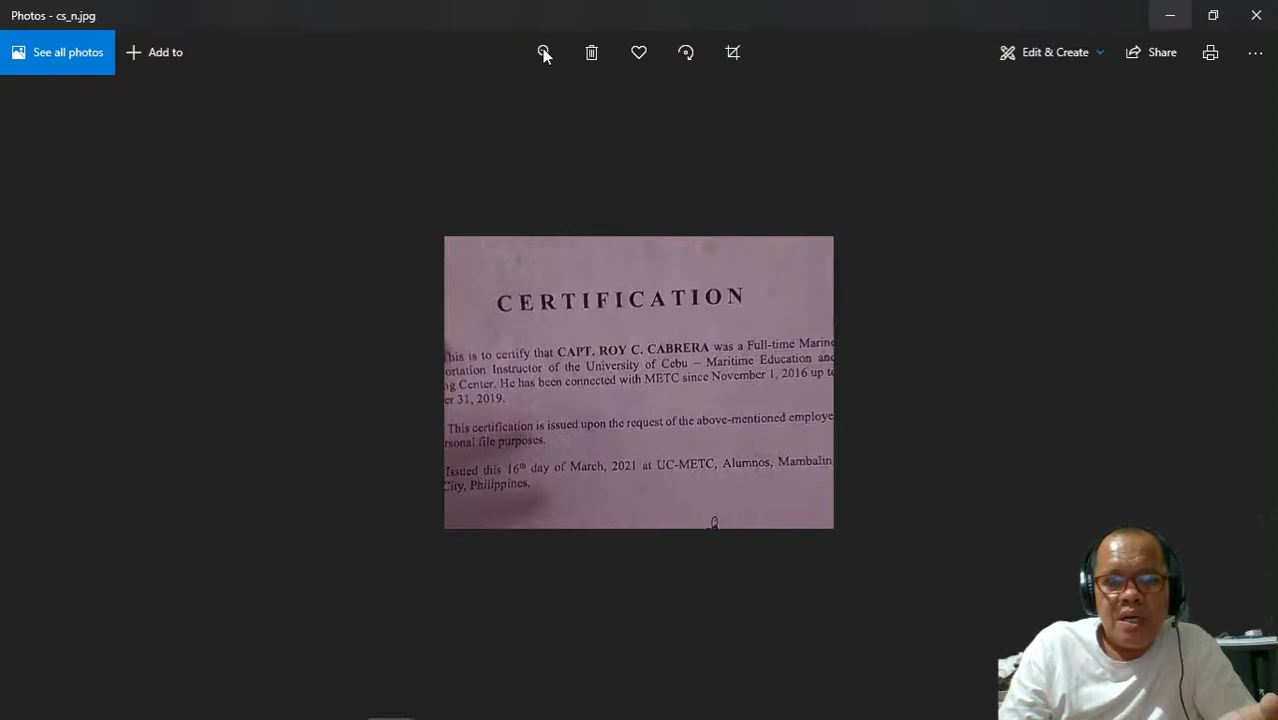 Photos - cs_n.jpg
See all photos
Add to
Edit & Create
Share
CERTIFICATION
his is to certify that CAPT. ROY C. CABRERA was a Full-time Marine
ortation Instructor of the University of Cebu – Maritime Education and
ng Center. He has been connected with METC since November 1, 2016 up to
er 31, 2019.
This certification is issued upon the request of the above-mentioned employe
rsonal file purposes.
Issued this 16th day of March, 2021 at UC-METC, Alumnos, Mambalin
City, Philippines.